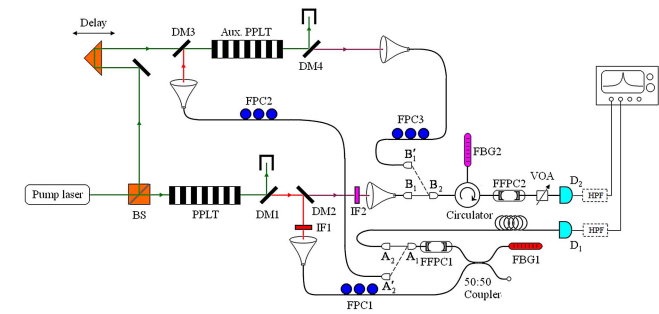 Delay
DM3
Aux. PPLT
DM4
FPC2
FPC3
B′₁
FBG2
Pump laser
BS
PPLT
DM1
DM2
IF2
B₁
B₂
Circulator
FFPC2
VOA
D₂
HPF
IF1
A₂
A₁
FFPC1
FBG1
D₁
HPF
A′₂
FPC1
50:50
Coupler